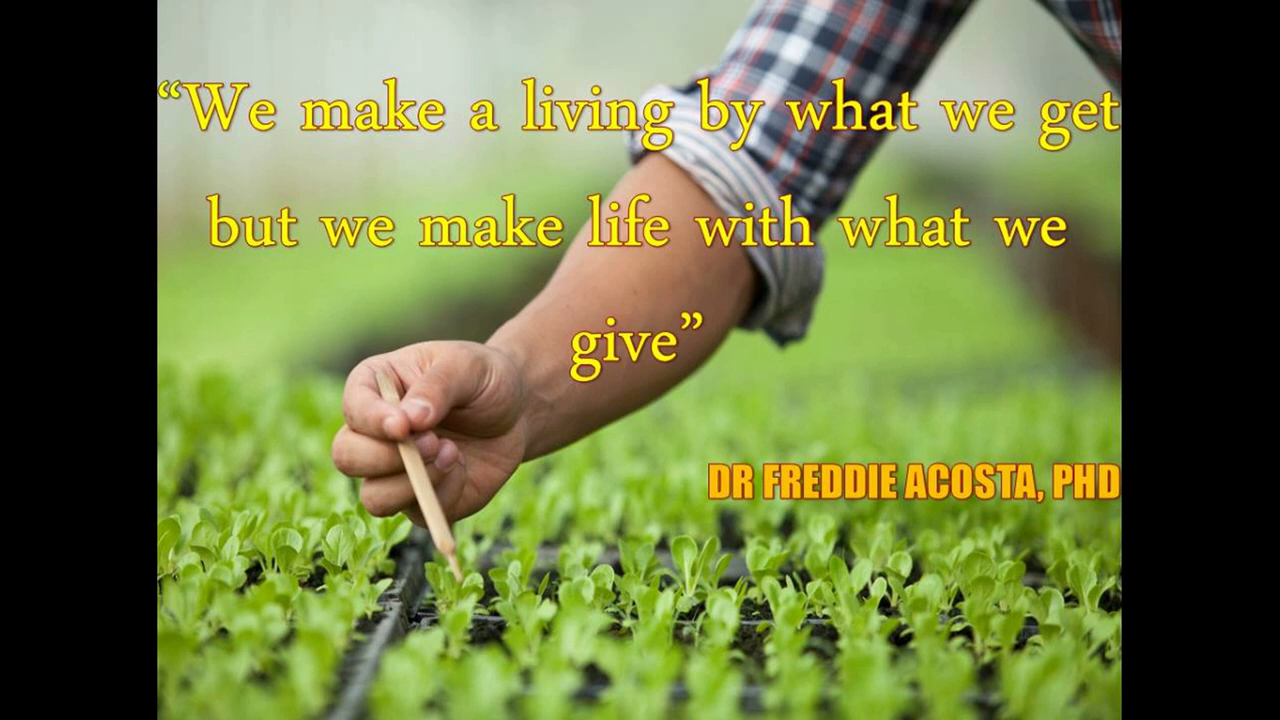 “We make a living by what we get
but we make life with what we
give”
DR FREDDIE ACOSTA, PHD